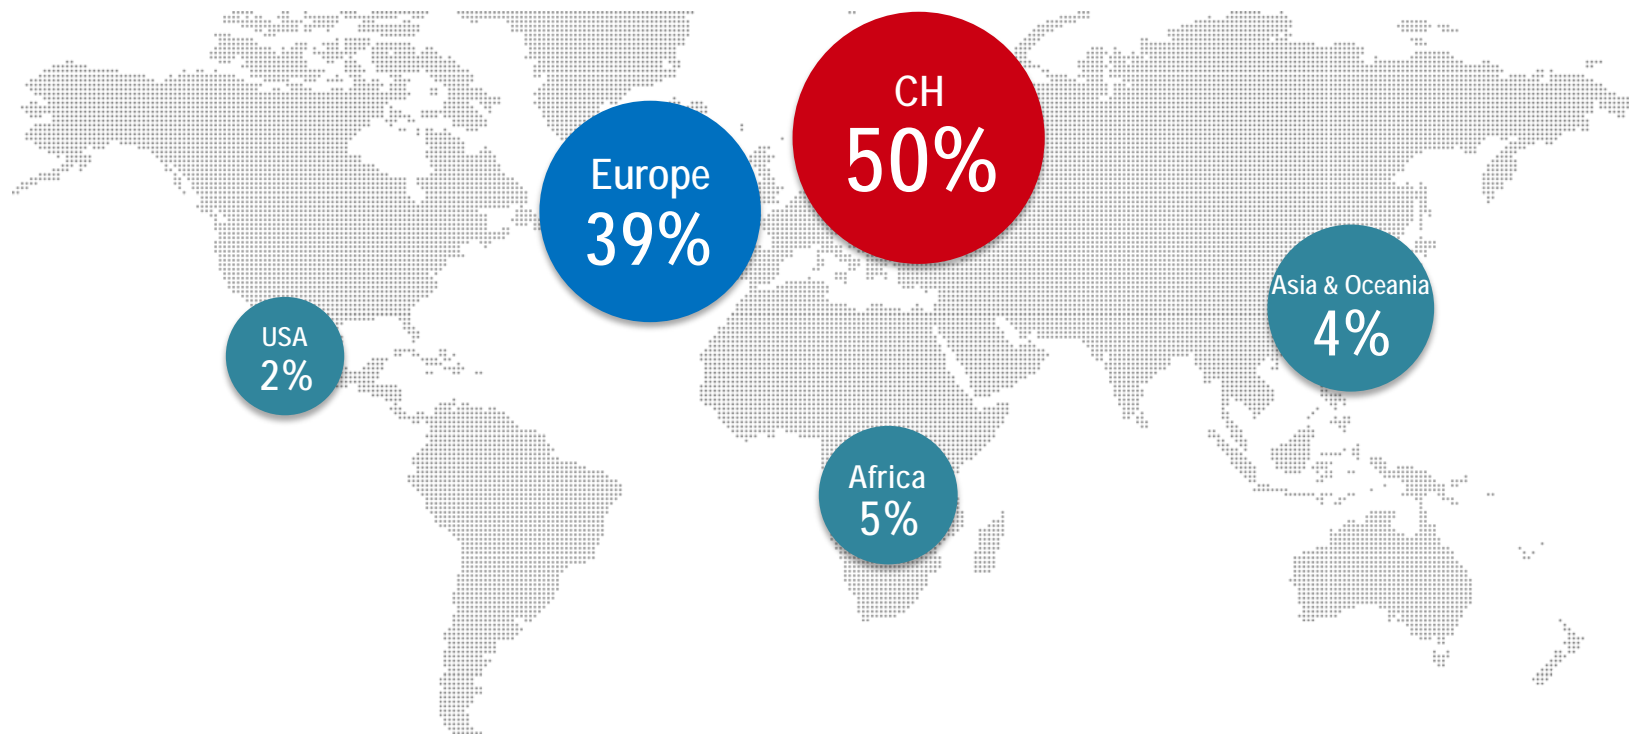 CH
50%
Europe
39%
Asia & Oceania
4%
USA
2%
Africa
5%